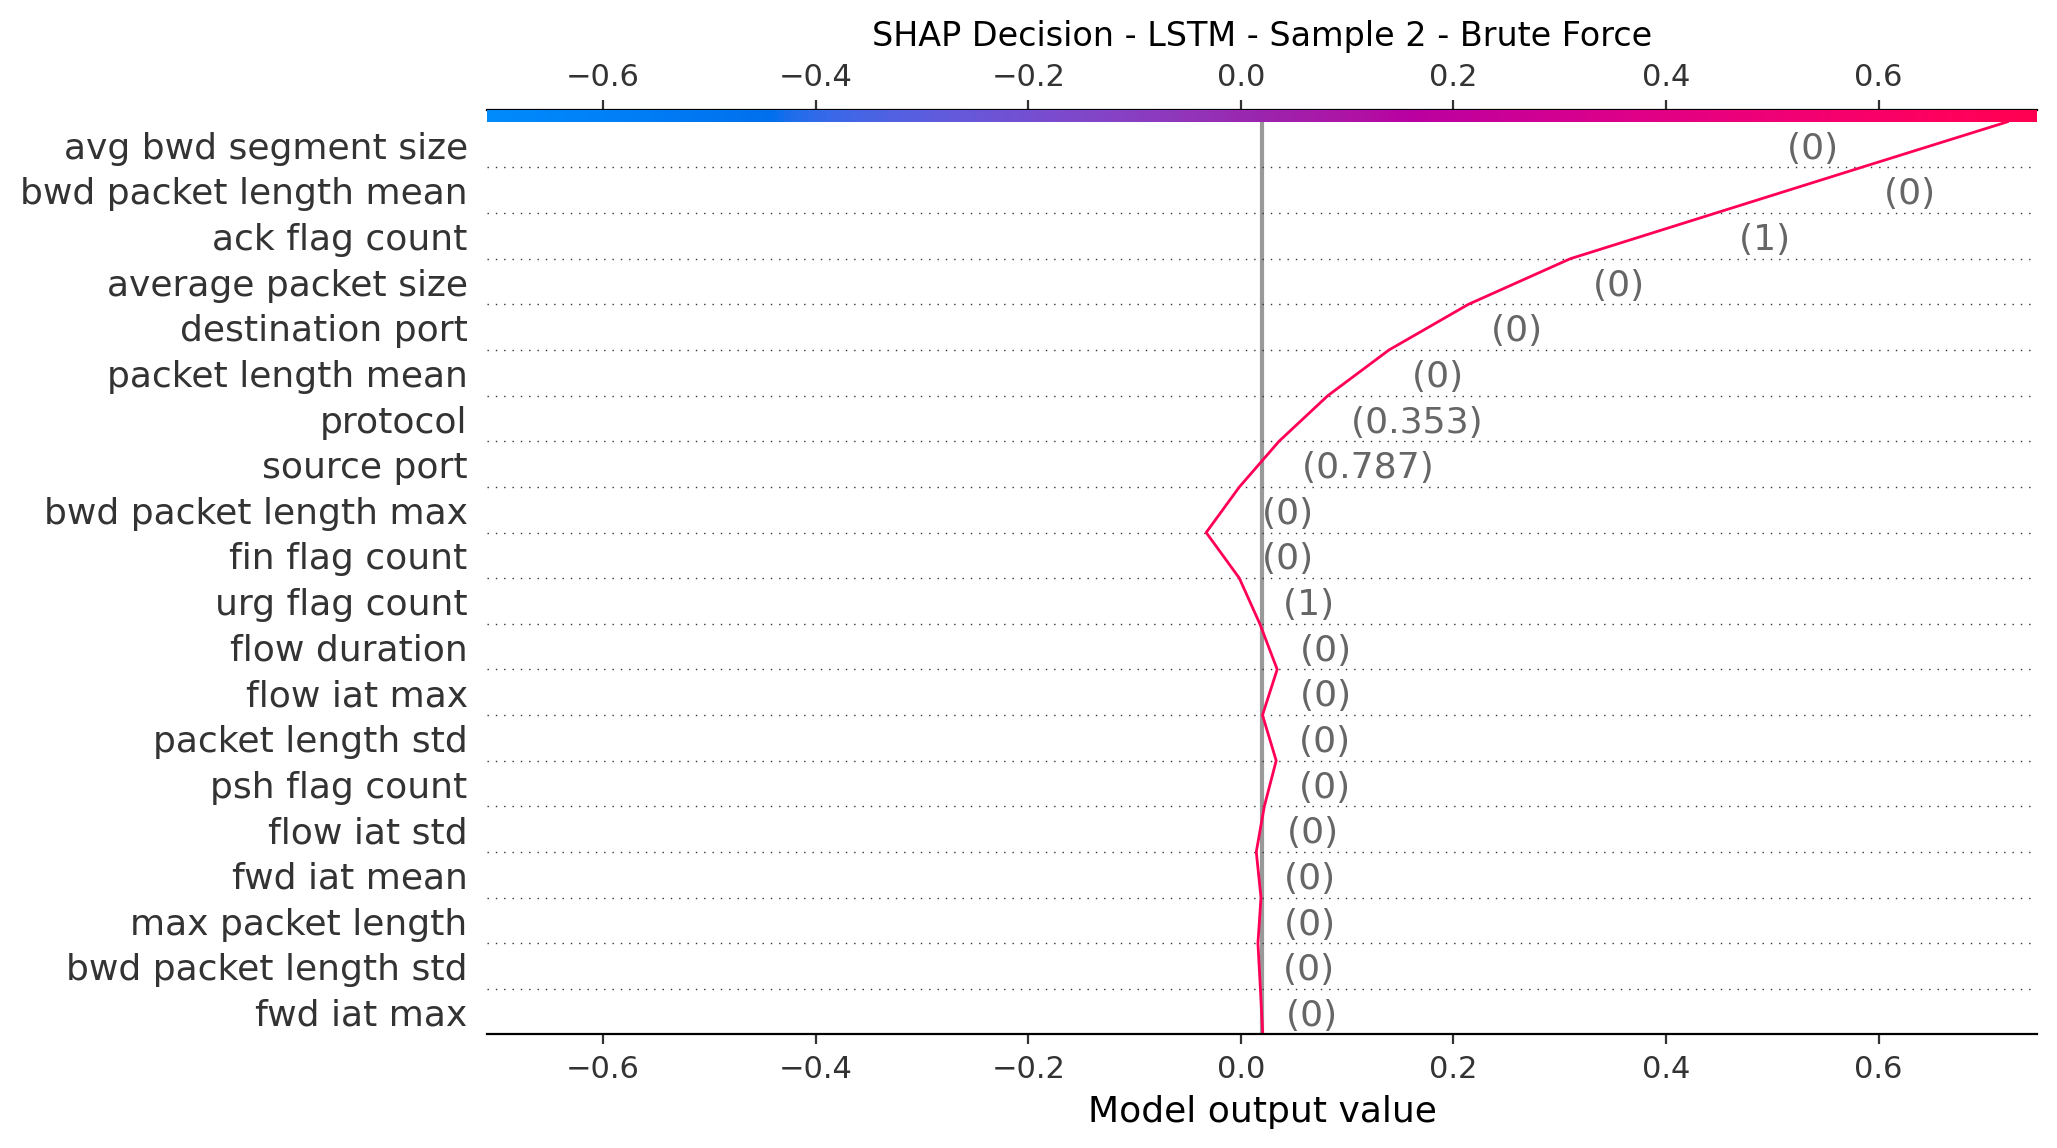 SHAP Decision - LSTM - Sample 2 - Brute Force
−0.6 −0.4 −0.2 0.0 0.2 0.4 0.6
avg bwd segment size (0)
bwd packet length mean (0)
ack flag count (1)
average packet size (0)
destination port (0)
packet length mean (0)
protocol (0.353)
source port (0.787)
bwd packet length max (0)
fin flag count (0)
urg flag count (1)
flow duration (0)
flow iat max (0)
packet length std (0)
psh flag count (0)
flow iat std (0)
fwd iat mean (0)
max packet length (0)
bwd packet length std (0)
fwd iat max (0)
−0.6 −0.4 −0.2 0.0 0.2 0.4 0.6
Model output value